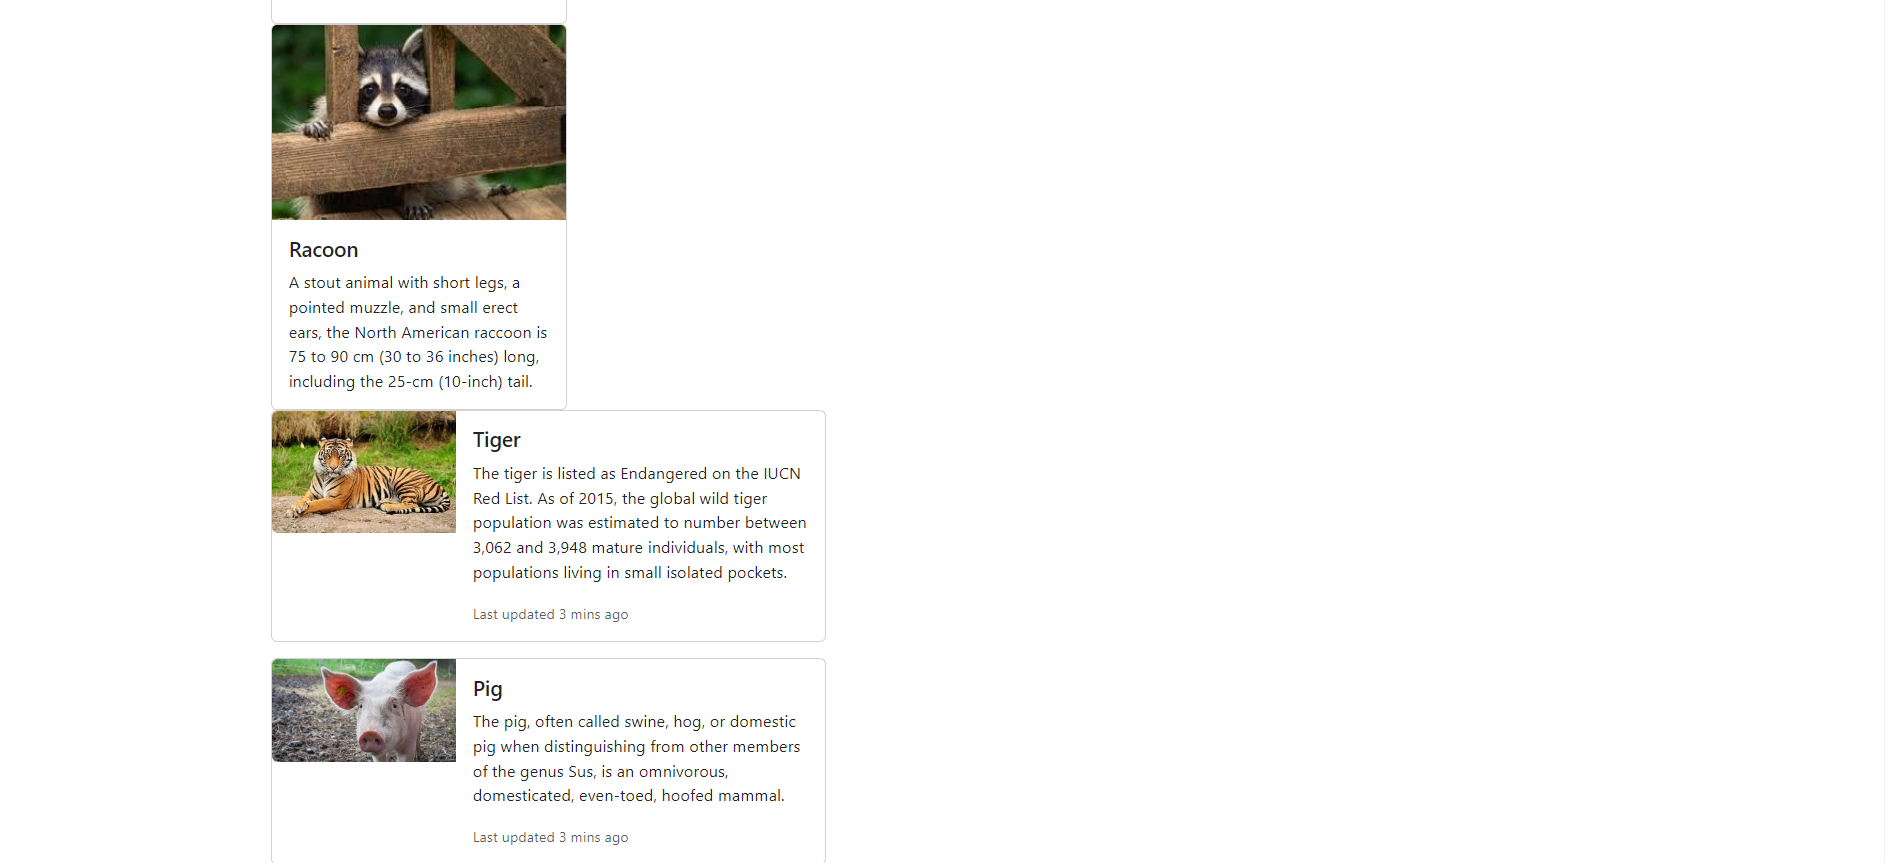 Racoon
A stout animal with short legs, a
pointed muzzle, and small erect
ears, the North American raccoon is
75 to 90 cm (30 to 36 inches) long,
including the 25-cm (10-inch) tail.
Tiger
The tiger is listed as Endangered on the IUCN
Red List. As of 2015, the global wild tiger
population was estimated to number between
3,062 and 3,948 mature individuals, with most
populations living in small isolated pockets.
Last updated 3 mins ago
Pig
The pig, often called swine, hog, or domestic
pig when distinguishing from other members
of the genus Sus, is an omnivorous,
domesticated, even-toed, hoofed mammal.
Last updated 3 mins ago